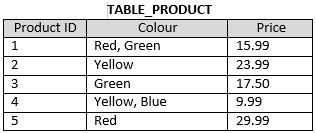 TABLE_PRODUCT
Product ID Colour Price
1 Red, Green 15.99
2 Yellow 23.99
3 Green 17.50
4 Yellow, Blue 9.99
5 Red 29.99